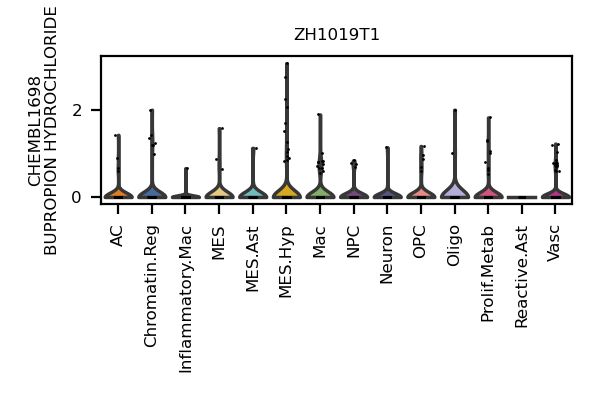 ZH1019T1
CHEMBL1698
BUPROPION HYDROCHLORIDE
2
0
AC
Chromatin.Reg
Inflammatory.Mac
MES
MES.Ast
MES.Hyp
Mac
NPC
Neuron
OPC
Oligo
Prolif.Metab
Reactive.Ast
Vasc